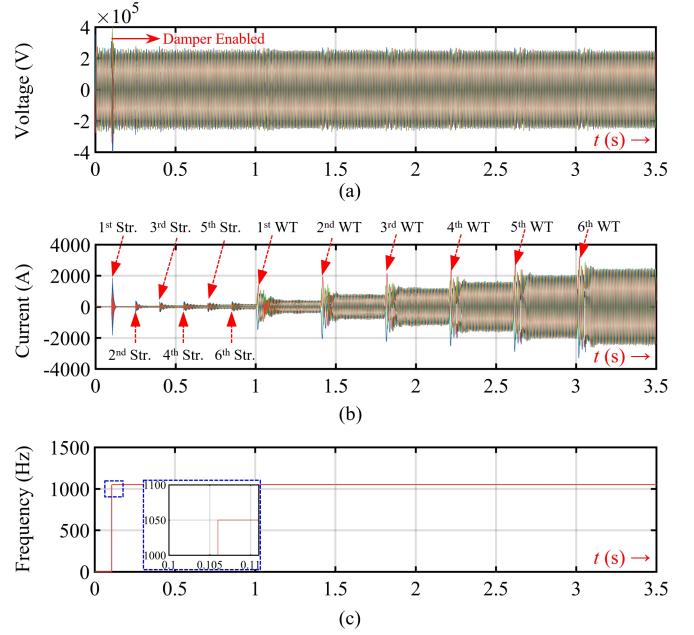 ×10⁵
4
2
0
-2
-4
Voltage (V)
Damper Enabled
t (s) →
0 0.5 1 1.5 2 2.5 3 3.5
(a)
1st Str. 3rd Str. 5th Str. 1st WT 2nd WT 3rd WT 4th WT 5th WT 6th WT
4000
2000
0
-2000
-4000
Current (A)
2nd Str. 4th Str. 6th Str.
t (s) →
0 0.5 1 1.5 2 2.5 3 3.5
(b)
1500
1000
500
0
Frequency (Hz)
1100
1050
1000
0.1 0.105 0.11
t (s) →
0 0.5 1 1.5 2 2.5 3 3.5
(c)